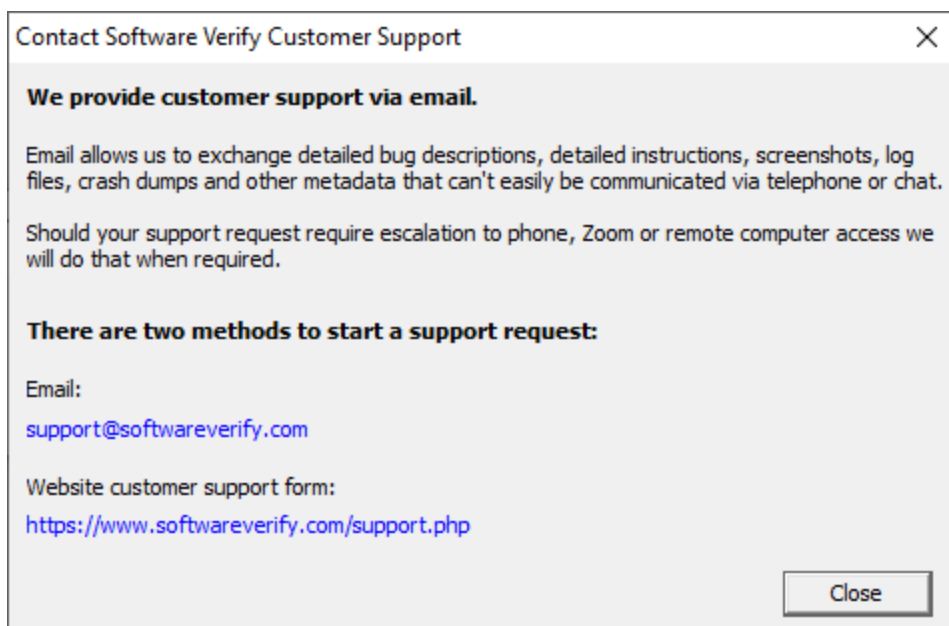 Contact Software Verify Customer Support
We provide customer support via email.
Email allows us to exchange detailed bug descriptions, detailed instructions, screenshots, log
files, crash dumps and other metadata that can't easily be communicated via telephone or chat.
Should your support request require escalation to phone, Zoom or remote computer access we
will do that when required.
There are two methods to start a support request:
Email:
support@softwareverify.com
Website customer support form:
https://www.softwareverify.com/support.php
Close